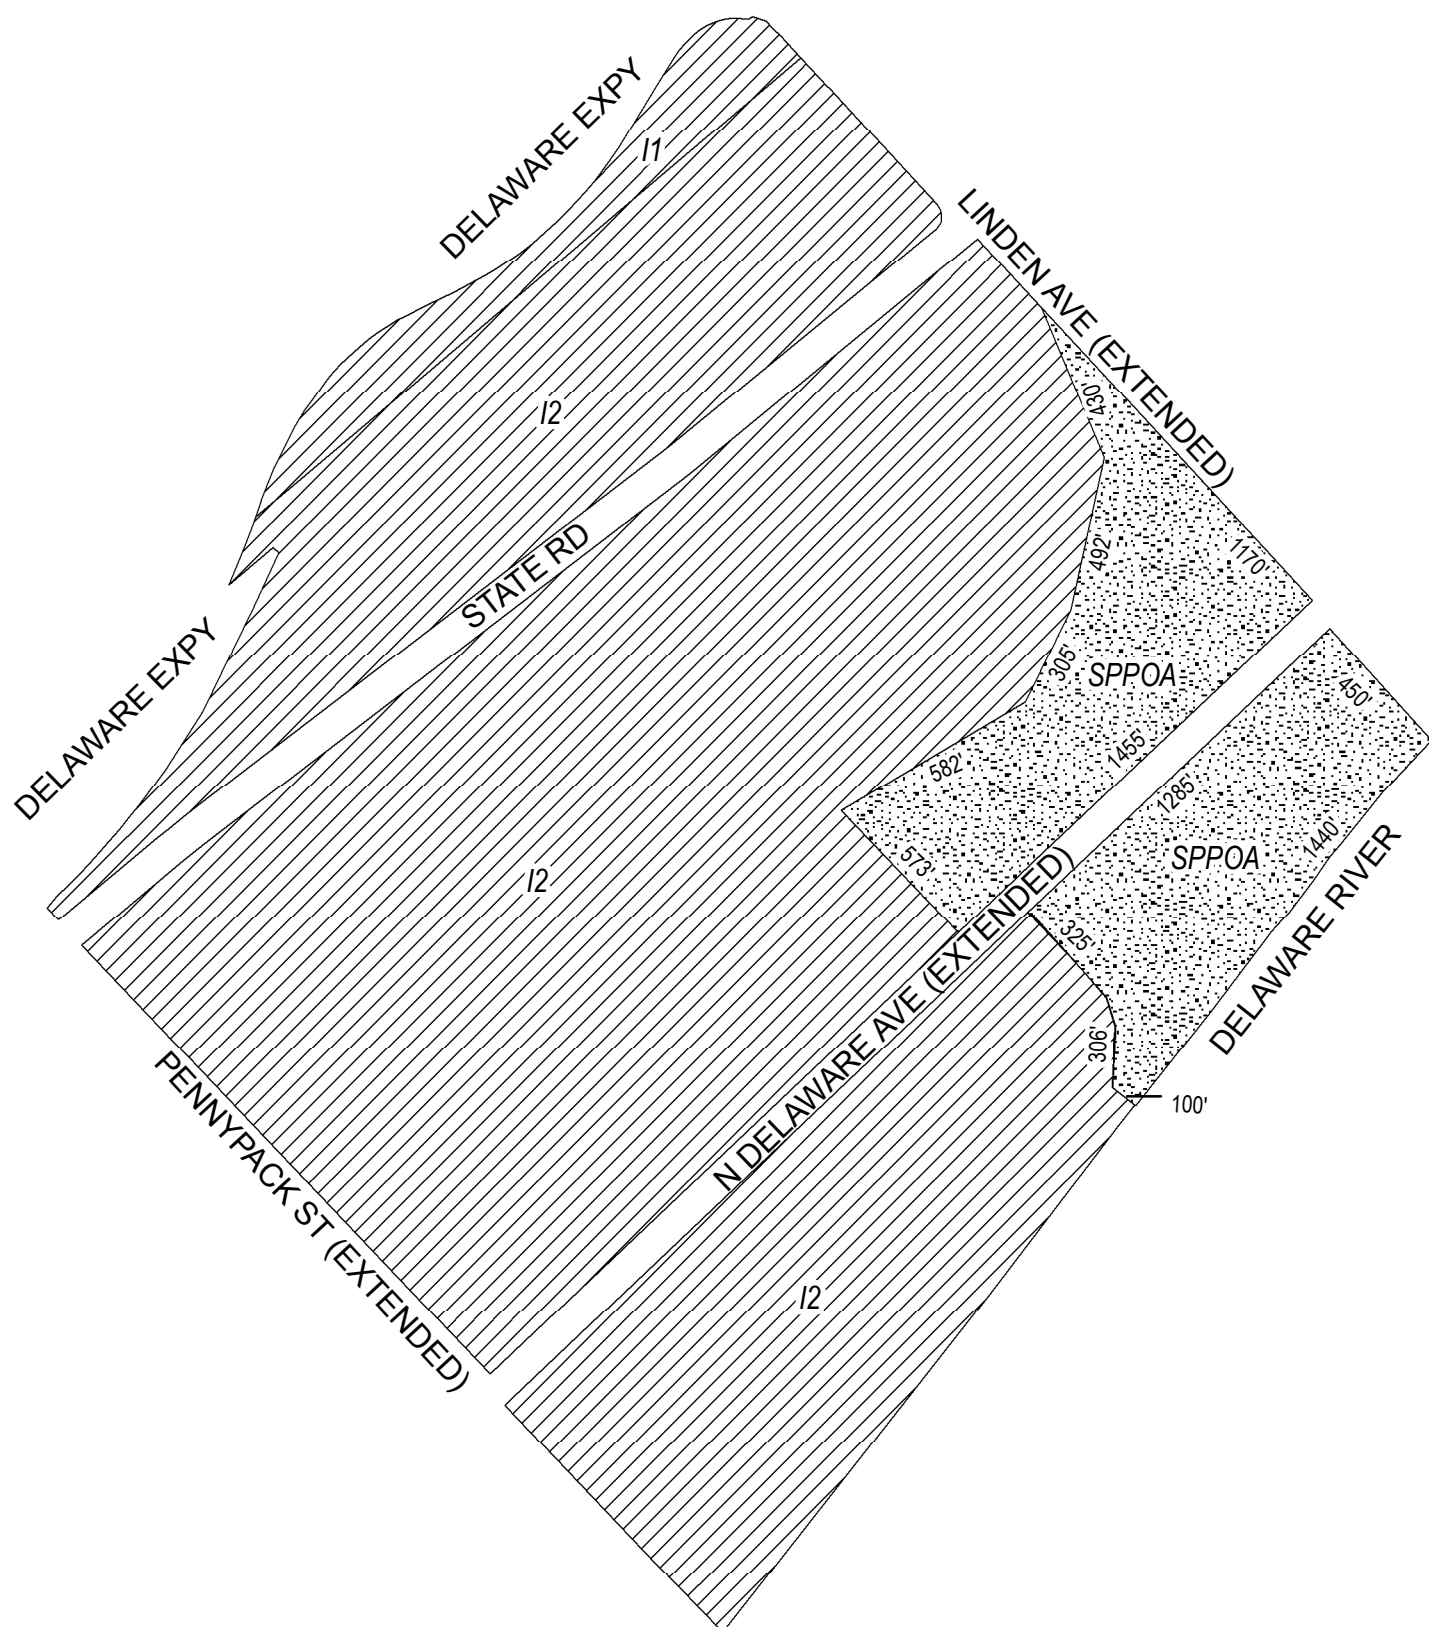 DELAWARE EXPY
I1
LINDEN AVE (EXTENDED)
430'
I2
492'
1170'
STATE RD
305'
SPPOA
450'
DELAWARE EXPY
582'
1455'
1285'
573'
SPPOA
1440'
I2
325'
DELAWARE RIVER
N DELAWARE AVE (EXTENDED)
306'
100'
PENNYPACK ST (EXTENDED)
I2